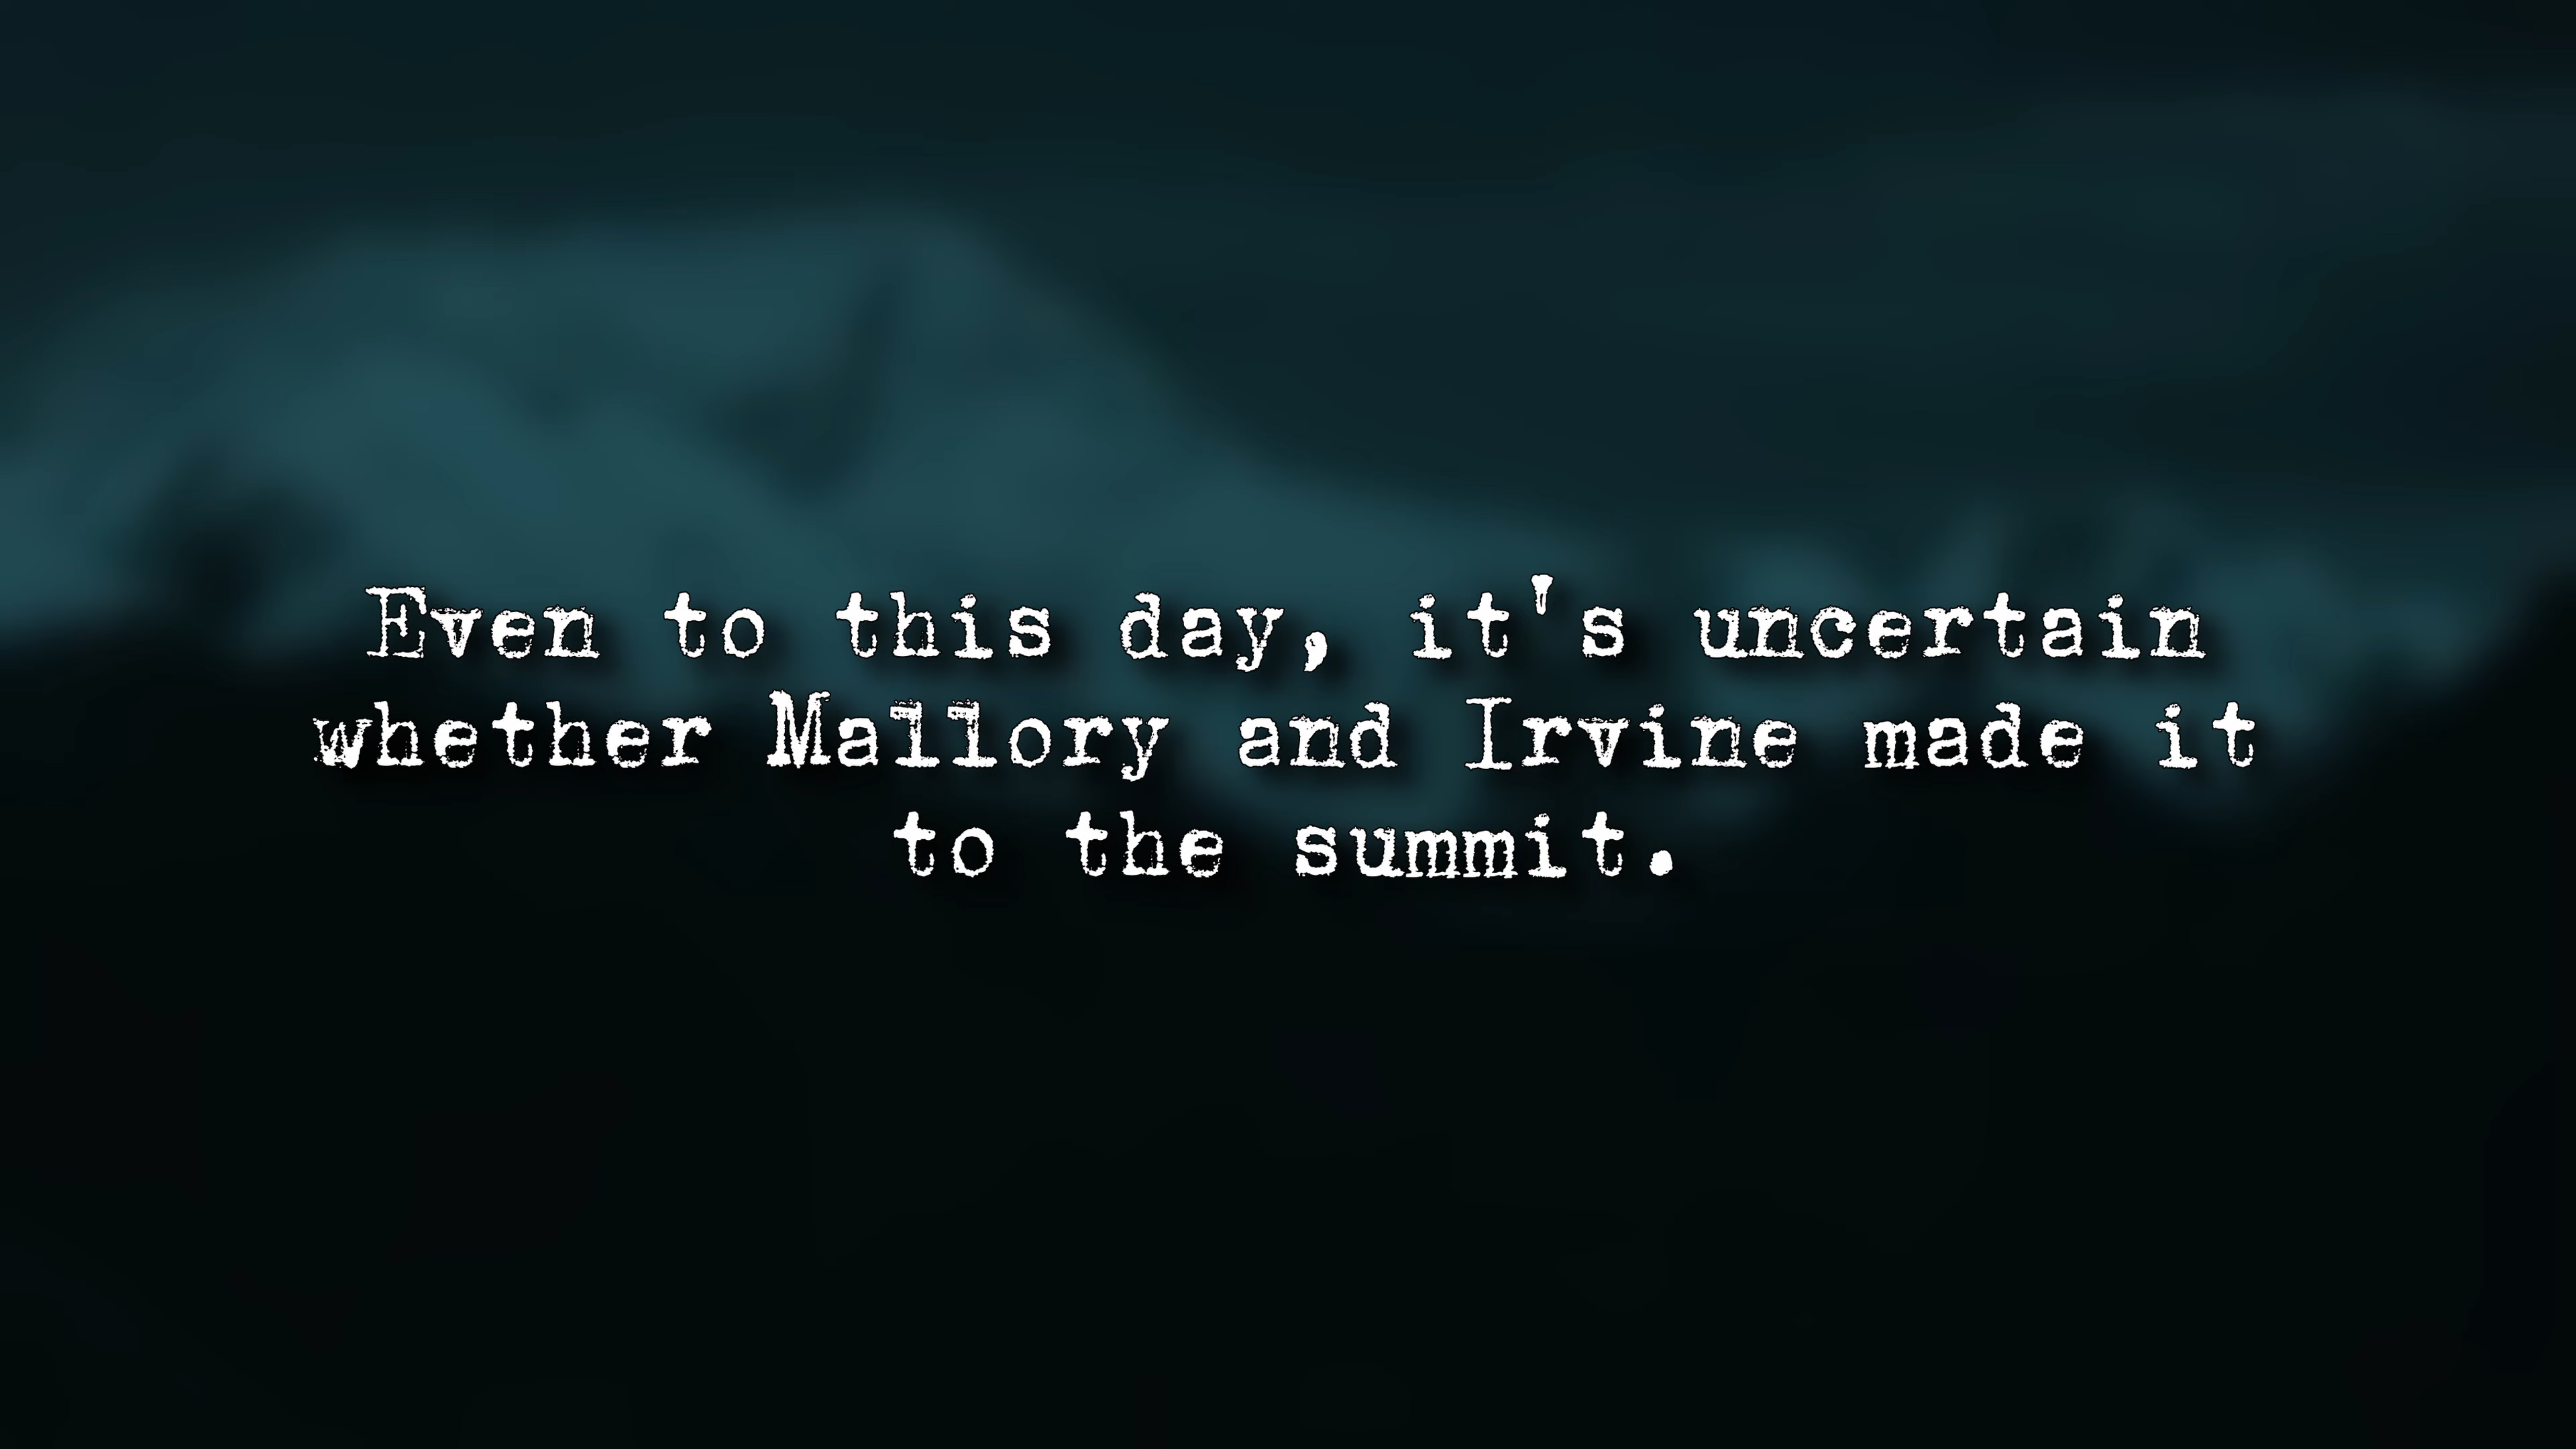 Even to this day, it's uncertain
whether Mallory and Irvine made it
to the summit.